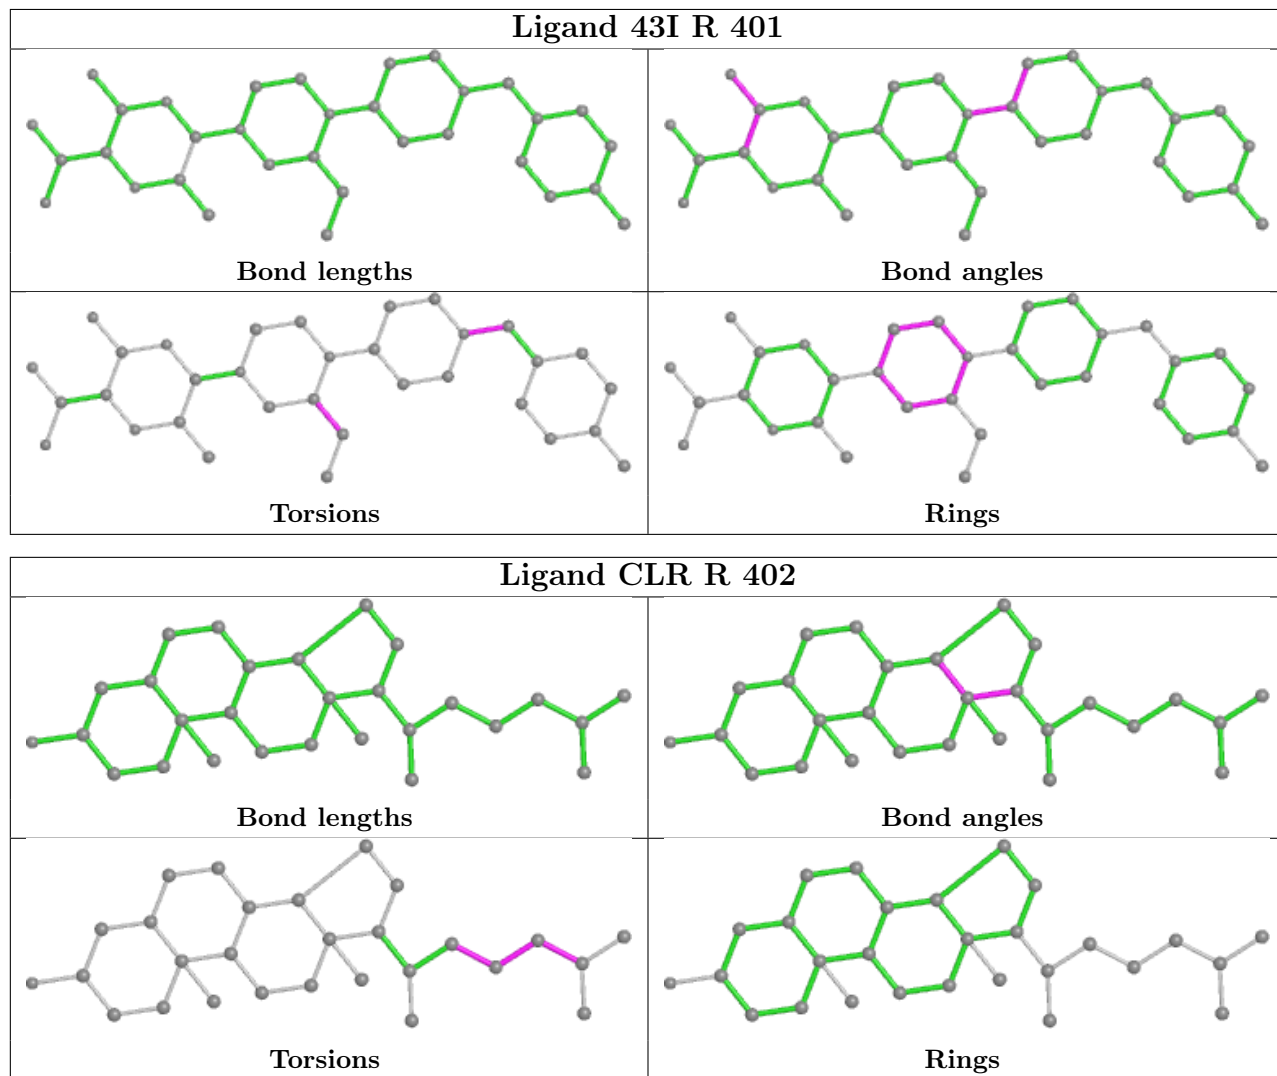 Ligand 43I R 401
Bond lengths
Bond angles
Torsions
Rings
Ligand CLR R 402
Bond lengths
Bond angles
Torsions
Rings